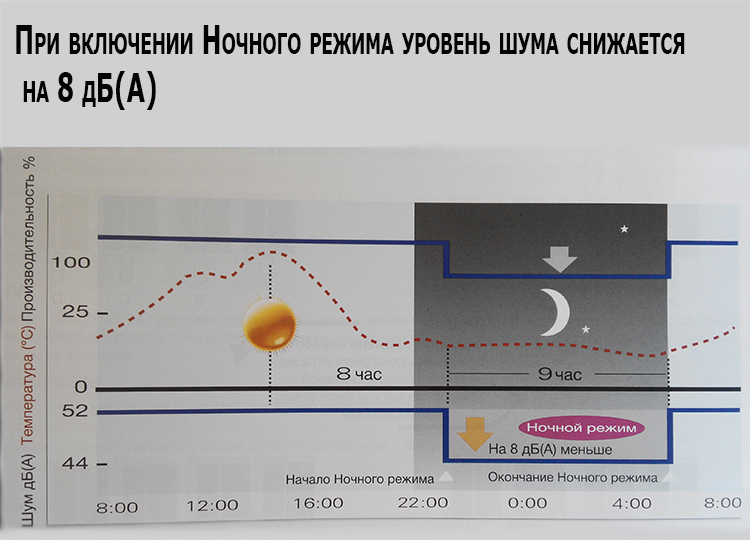 При включении Ночного режима уровень шума снижается
на 8 дБ(А)
Шум дБ(А) Температура (°C) Производительность %
100
25
0
52
44
8 час
9 час
Ночной режим
На 8 дБ(А) меньше
Начало Ночного режима
Окончание Ночного режима
8:00 12:00 16:00 22:00 0:00 4:00 8:00